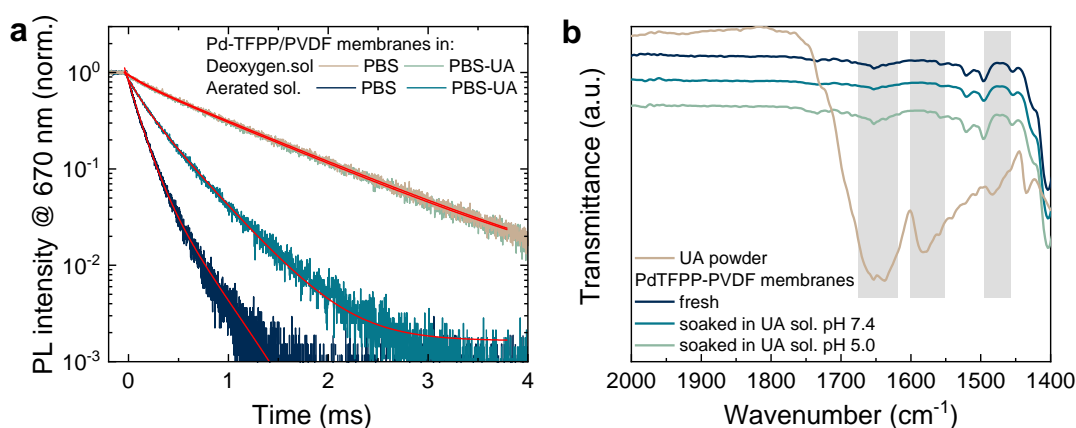 a
Pd-TFPP/PVDF membranes in:
Deoxygen.sol PBS PBS-UA
Aerated sol. PBS PBS-UA
PL intensity @ 670 nm (norm.)
10⁰
10⁻¹
10⁻²
10⁻³
0 1 2 3 4
Time (ms)
b
Transmittance (a.u.)
UA powder
PdTFPP-PVDF membranes
fresh
soaked in UA sol. pH 7.4
soaked in UA sol. pH 5.0
2000 1900 1800 1700 1600 1500 1400
Wavenumber (cm⁻¹)